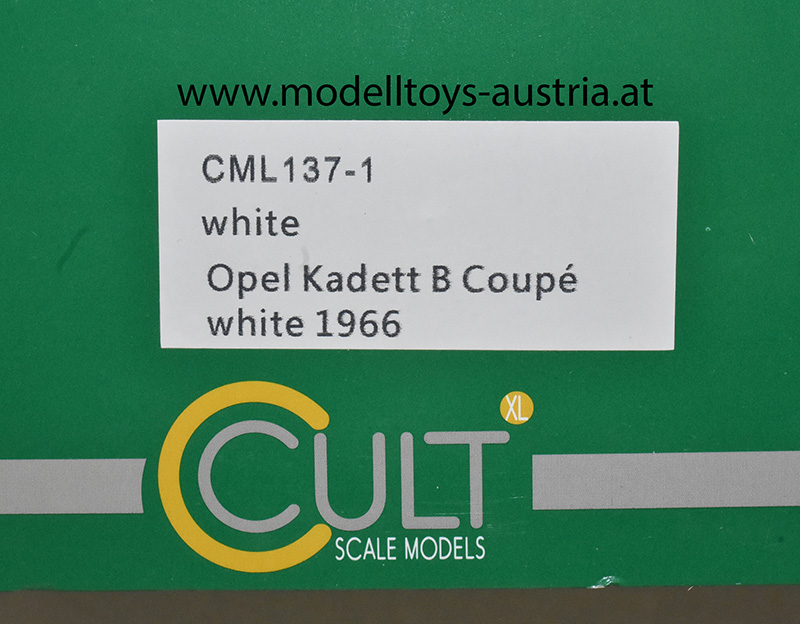 www.modelltoys-austria.at
CML137-1
white
Opel Kadett B Coupé
white 1966
XL
CULT
SCALE MODELS